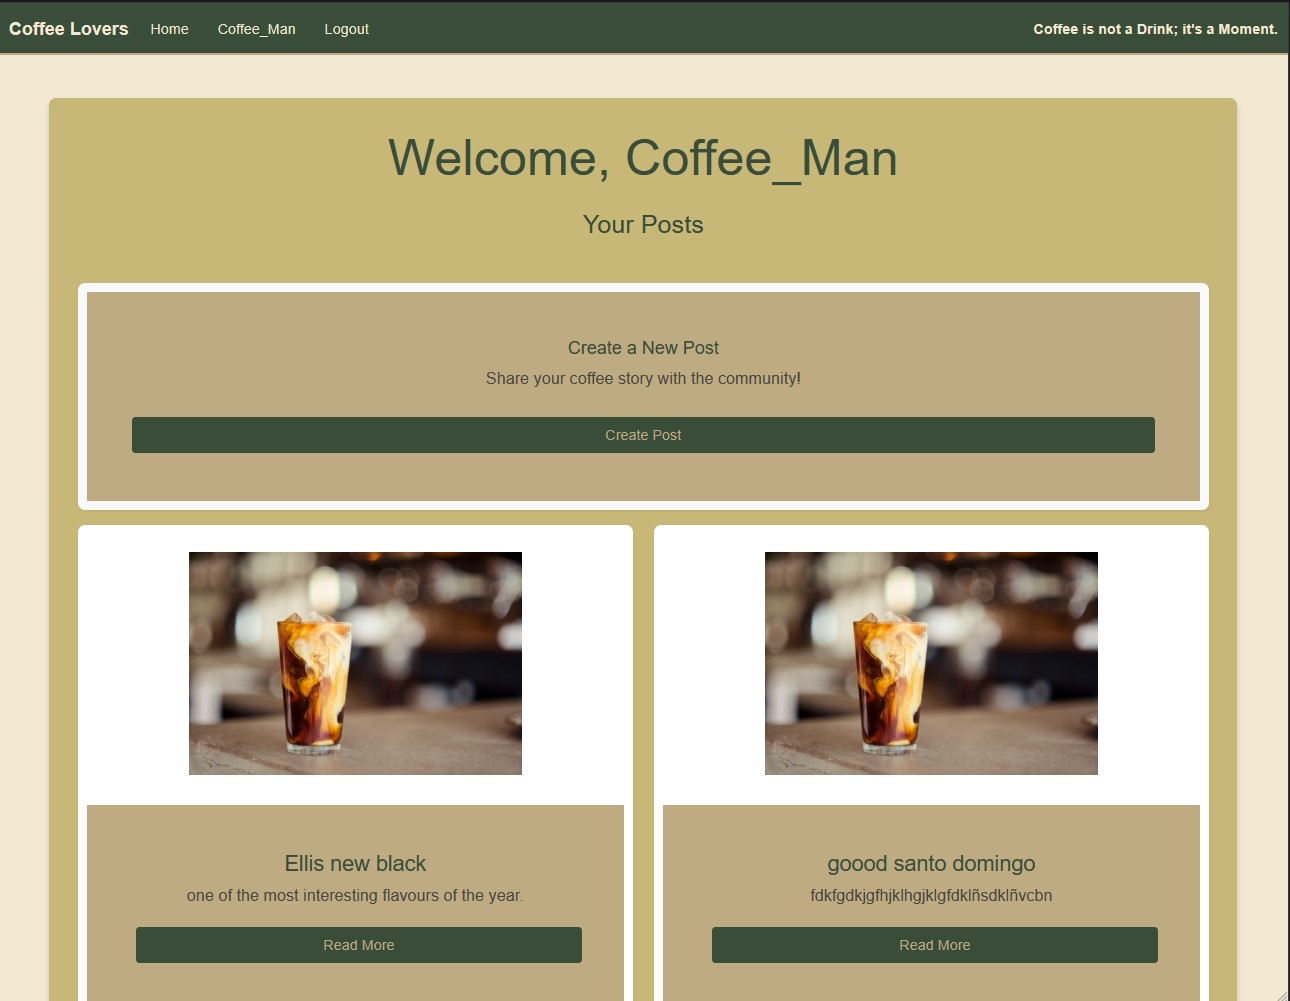 Coffee Lovers Home Coffee_Man Logout Coffee is not a Drink; it's a Moment.
Welcome, Coffee_Man
Your Posts
Create a New Post
Share your coffee story with the community!
Create Post
Ellis new black
one of the most interesting flavours of the year.
Read More
goood santo domingo
fdkfgdkjgfhjklhgjklgfdklñsdklñvcbn
Read More